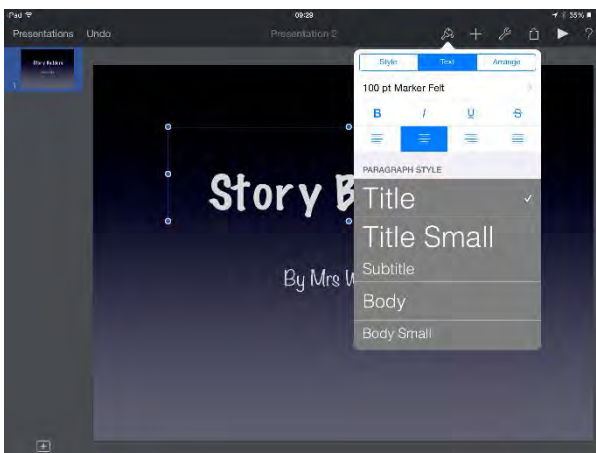 iPad 09:29 55%
Presentations Undo Presentation 2 ?
Story Builders
1
Style Text Arrange
100 pt Marker Felt
B I U S
PARAGRAPH STYLE
Title
Title Small
Subtitle
Body
Body Small
Story B
By Mrs W